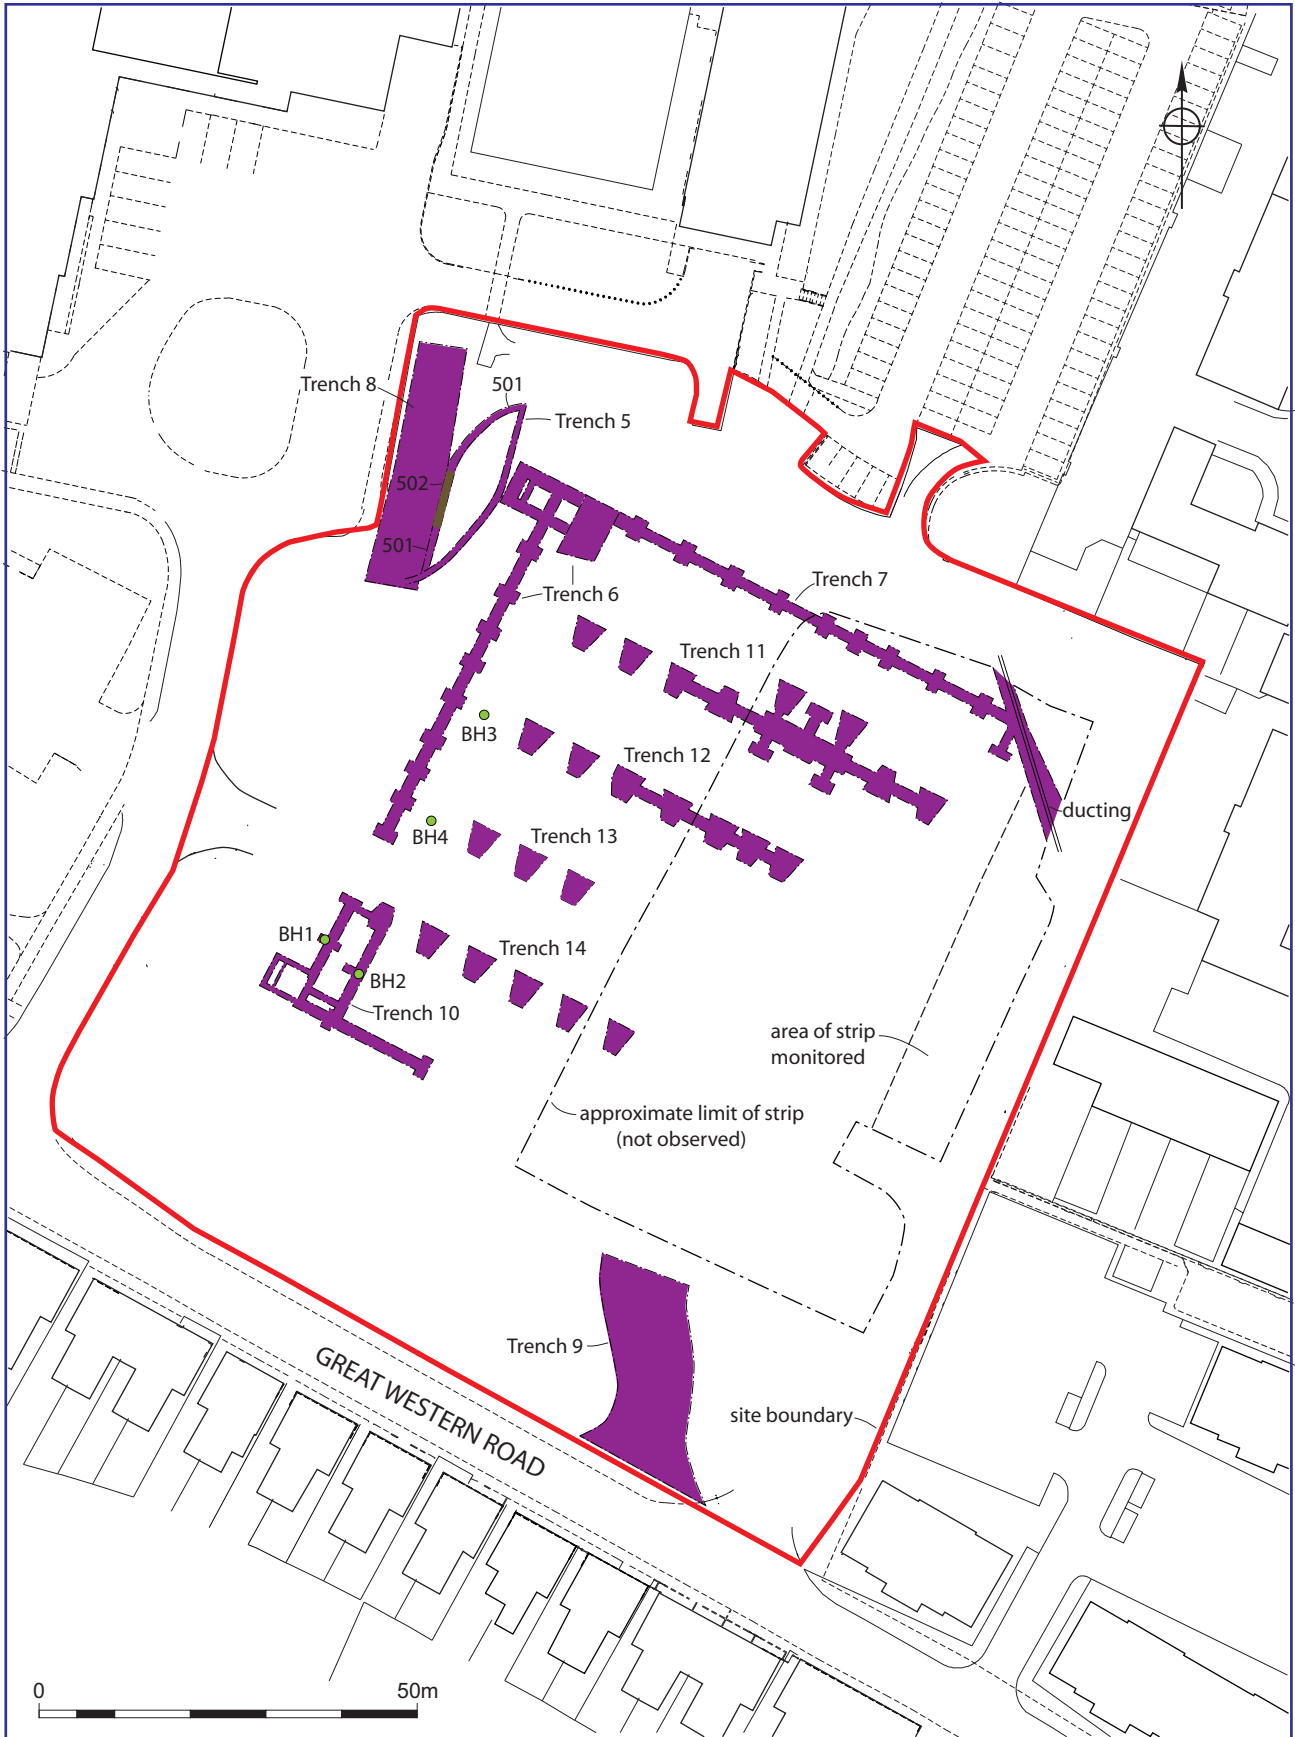 Trench 8
501
Trench 5
502
501
Trench 6
Trench 7
Trench 11
BH3
Trench 12
ducting
BH4
Trench 13
BH1
Trench 14
BH2
Trench 10
area of strip
monitored
approximate limit of strip
(not observed)
Trench 9
GREAT WESTERN ROAD
site boundary
0
50m